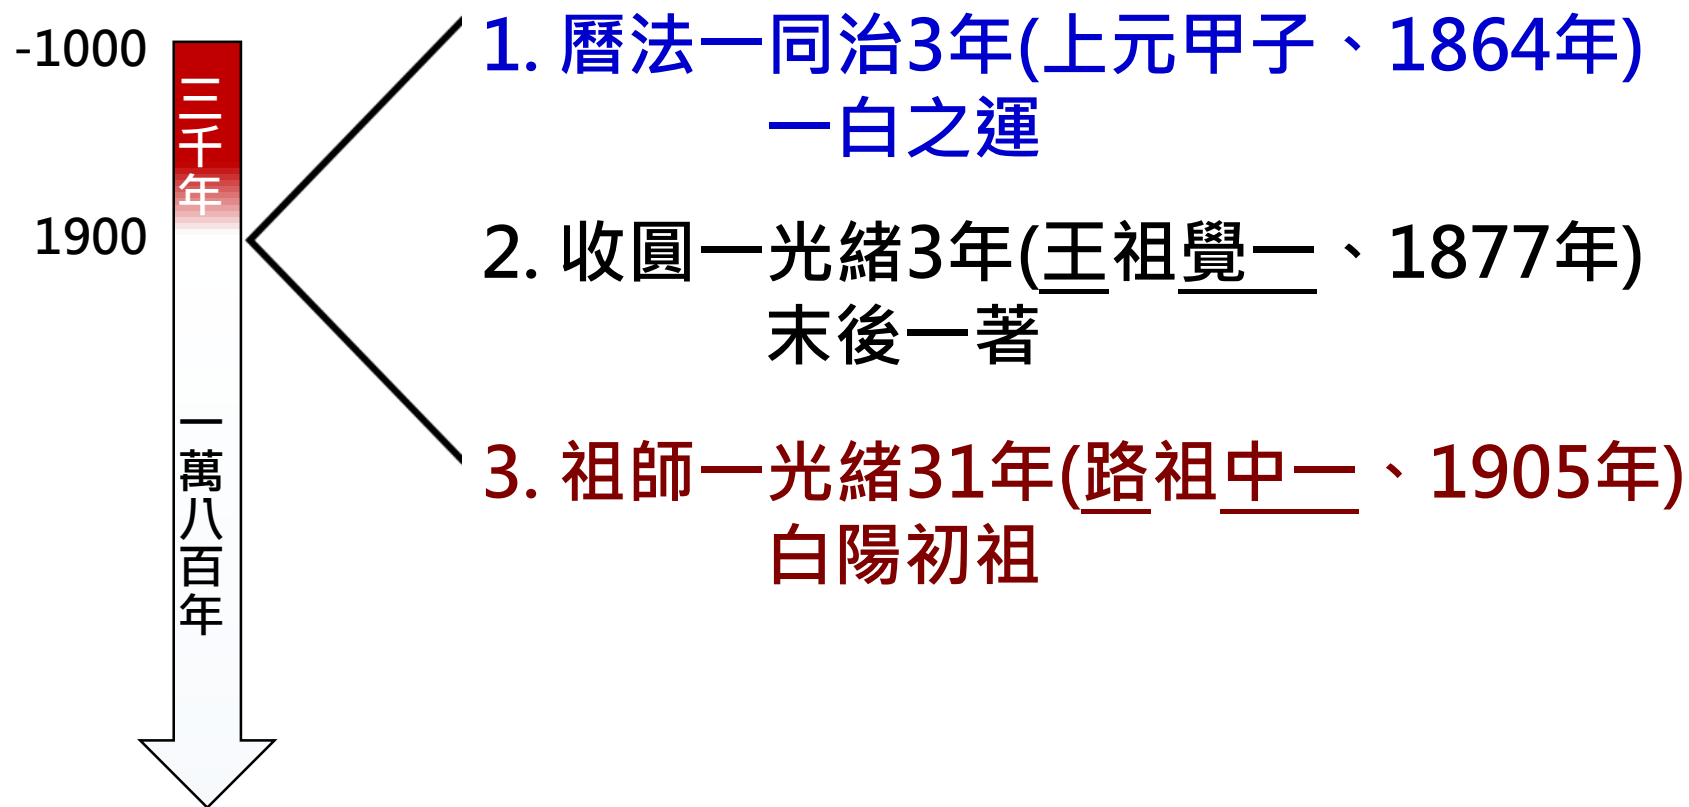 -1000
三千年
1900
一萬八百年
1. 曆法一同治3年(上元甲子、1864年)
一白之運
2. 收圓一光緒3年(王祖覺一、1877年)
末後一著
3. 祖師一光緒31年(路祖中一、1905年)
白陽初祖